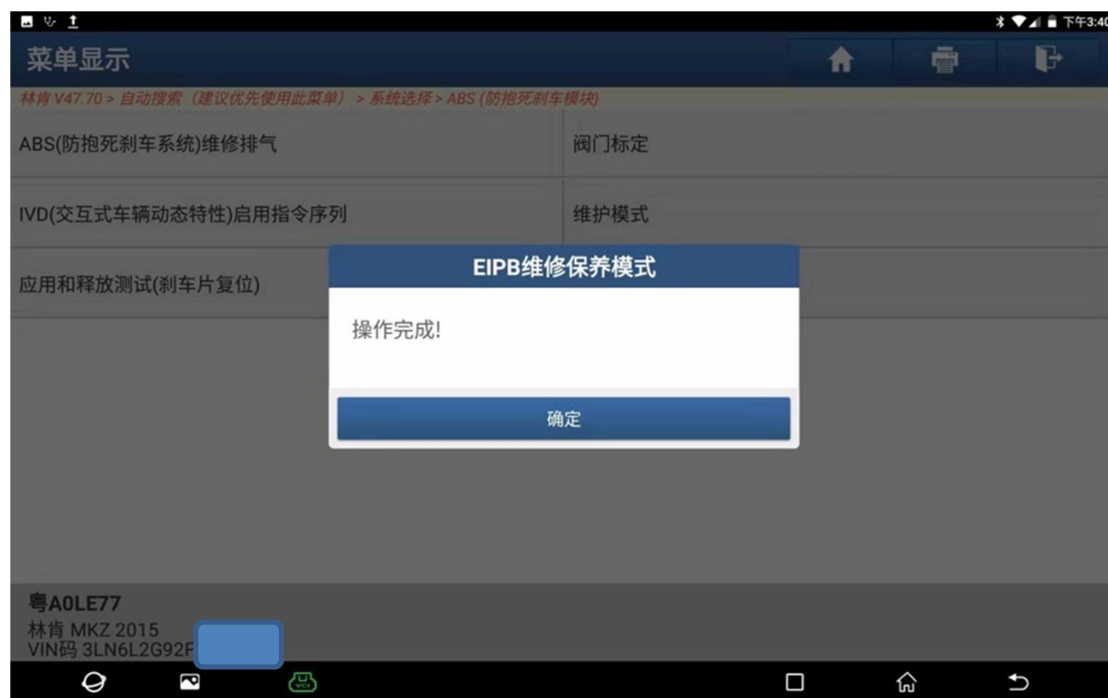 下午3:40
菜单显示
林肯 V47.70 > 自动搜索（建议优先使用此菜单）> 系统选择 > ABS (防抱死刹车模块)
ABS(防抱死刹车系统)维修排气
阀门标定
IVD(交互式车辆动态特性)启用指令序列
维护模式
应用和释放测试(刹车片复位)
EIPB维修保养模式
操作完成!
确定
粤A0LE77
林肯 MKZ 2015
VIN码 3LN6L2G92F
VCI